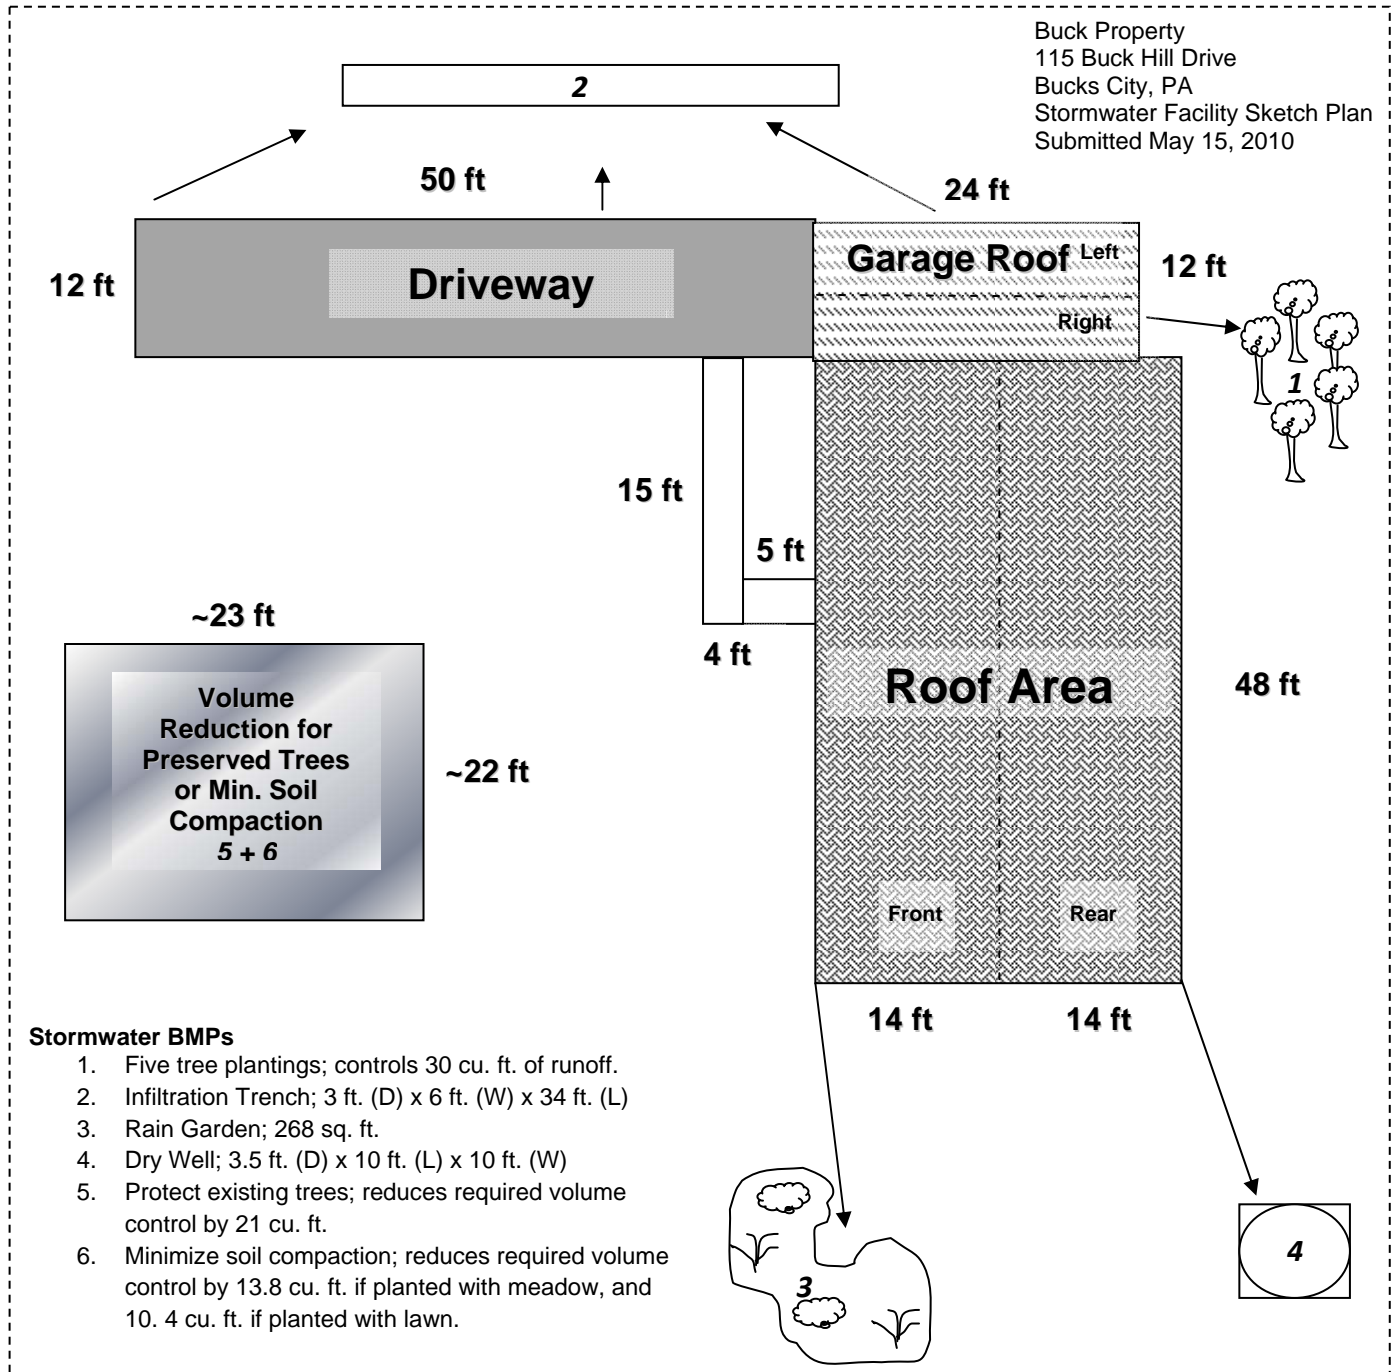 Buck Property
115 Buck Hill Drive
Bucks City, PA
Stormwater Facility Sketch Plan
Submitted May 15, 2010
2
50 ft
24 ft
12 ft
Driveway
Garage Roof Left
Right
12 ft
1
15 ft
5 ft
4 ft
Roof Area
48 ft
~23 ft
Volume
Reduction for
Preserved Trees
or Min. Soil
Compaction
5 + 6
~22 ft
Front
Rear
14 ft
14 ft
3
4
Stormwater BMPs
1. Five tree plantings; controls 30 cu. ft. of runoff.
2. Infiltration Trench; 3 ft. (D) x 6 ft. (W) x 34 ft. (L)
3. Rain Garden; 268 sq. ft.
4. Dry Well; 3.5 ft. (D) x 10 ft. (L) x 10 ft. (W)
5. Protect existing trees; reduces required volume
control by 21 cu. ft.
6. Minimize soil compaction; reduces required volume
control by 13.8 cu. ft. if planted with meadow, and
10. 4 cu. ft. if planted with lawn.